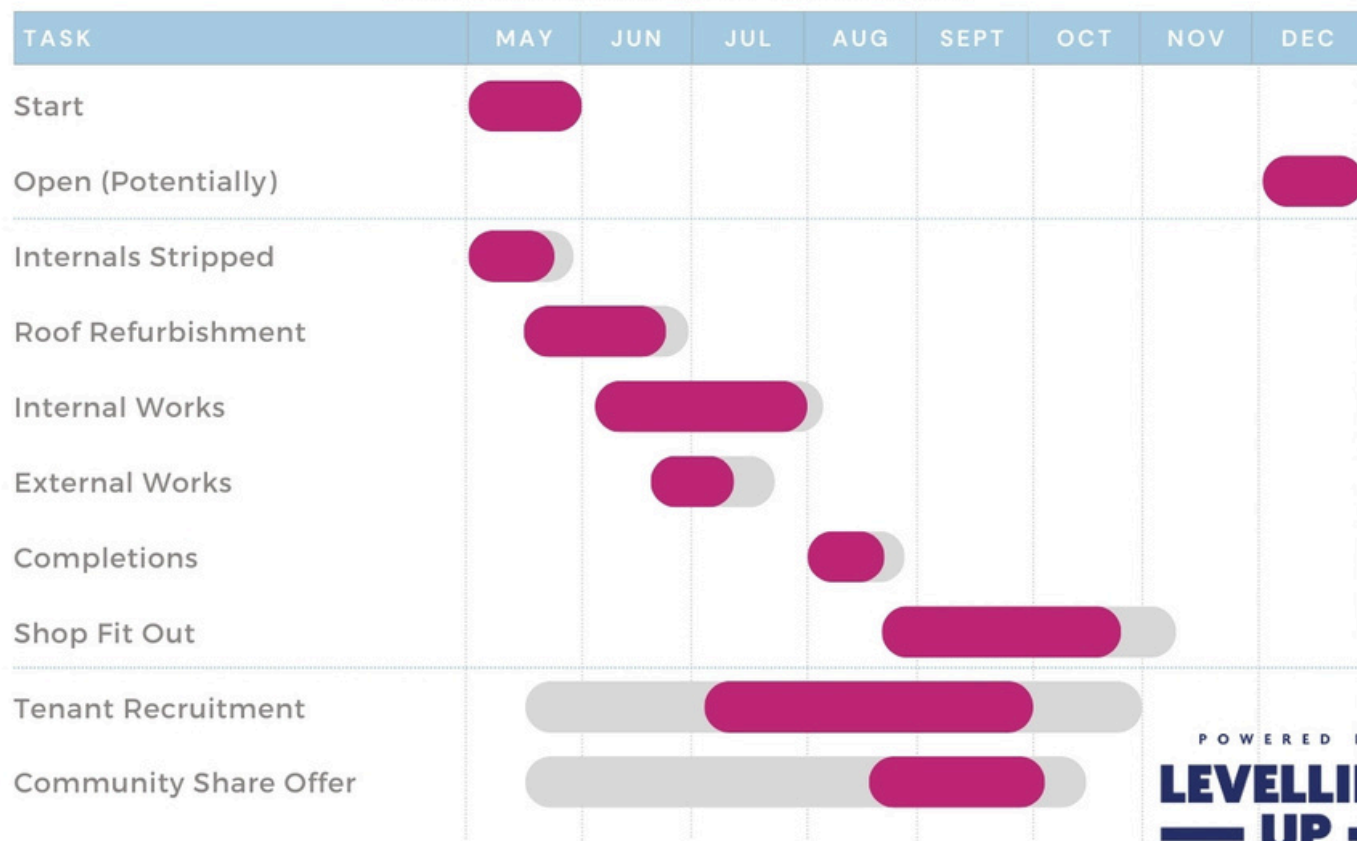 TASK MAY JUN JUL AUG SEPT OCT NOV DEC
Start
Open (Potentially)
Internals Stripped
Roof Refurbishment
Internal Works
External Works
Completions
Shop Fit Out
Tenant Recruitment
Community Share Offer
POWERED
UP